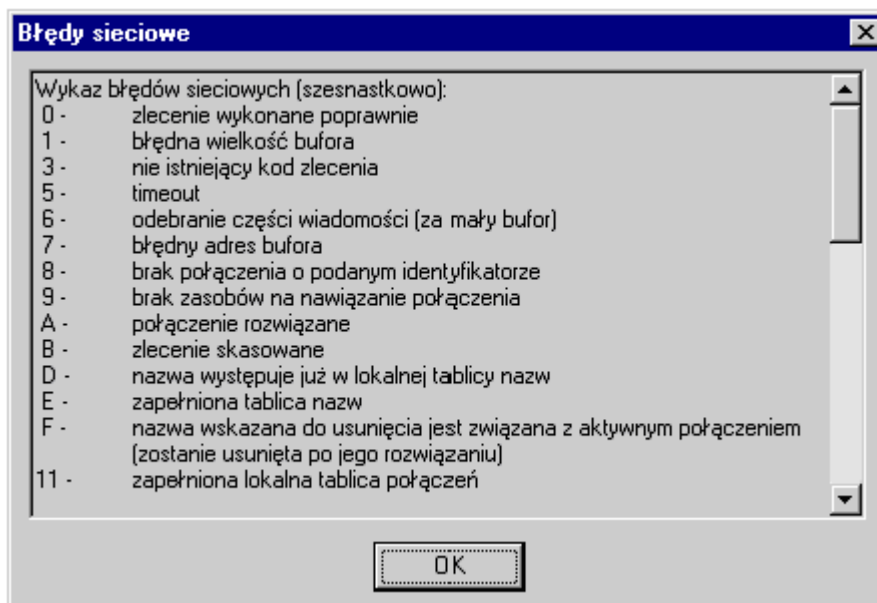 Błędy sieciowe
Wykaz błędów sieciowych (szesnastkowo):
0 - zlecenie wykonane poprawnie
1 - błędna wielkość bufora
3 - nie istniejący kod zlecenia
5 - timeout
6 - odebranie części wiadomości (za mały bufor)
7 - błędny adres bufora
8 - brak połączenia o podanym identyfikatorze
9 - brak zasobów na nawiązanie połączenia
A - połączenie rozwiązane
B - zlecenie skasowane
D - nazwa występuje już w lokalnej tablicy nazw
E - zapełniona tablica nazw
F - nazwa wskazana do usunięcia jest związana z aktywnym połączeniem
(zostanie usunięta po jego rozwiązaniu)
11 - zapełniona lokalna tablica połączeń
OK